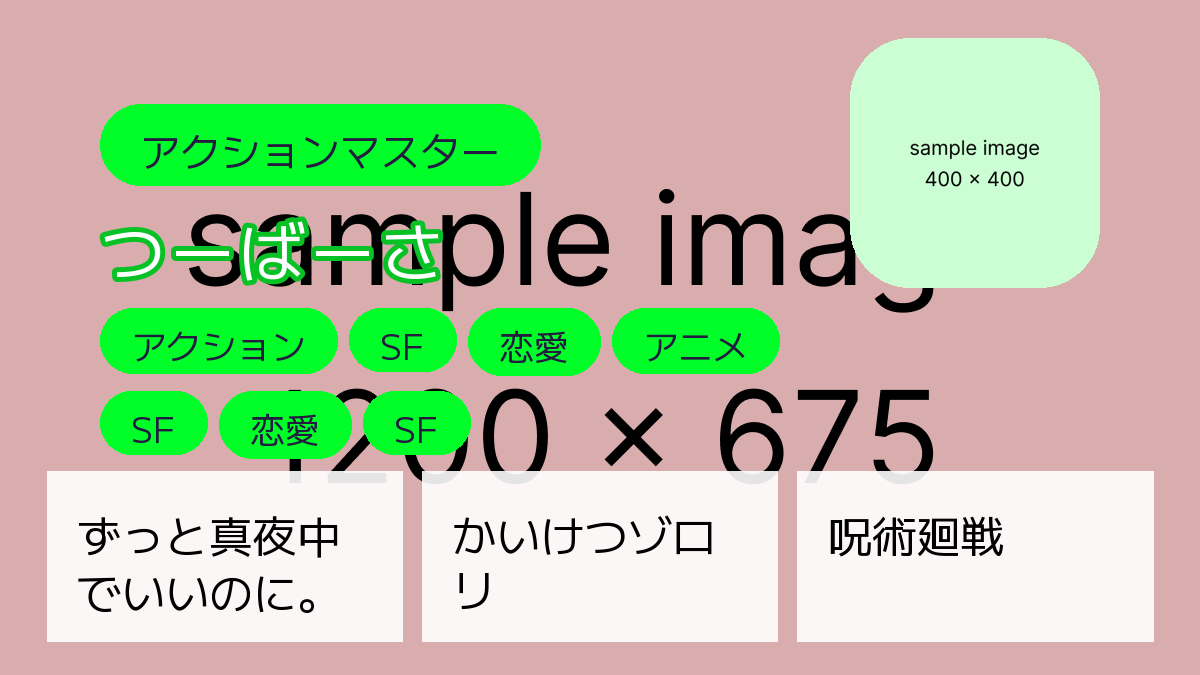 アクションマスター
sample image
400 × 400
sample imag
つーばーさ
アクション SF 恋愛 アニメ
1200 × 675
SF 恋愛 SF
ずっと真夜中
でいいのに。
かいけつゾロ
リ
呪術廻戦